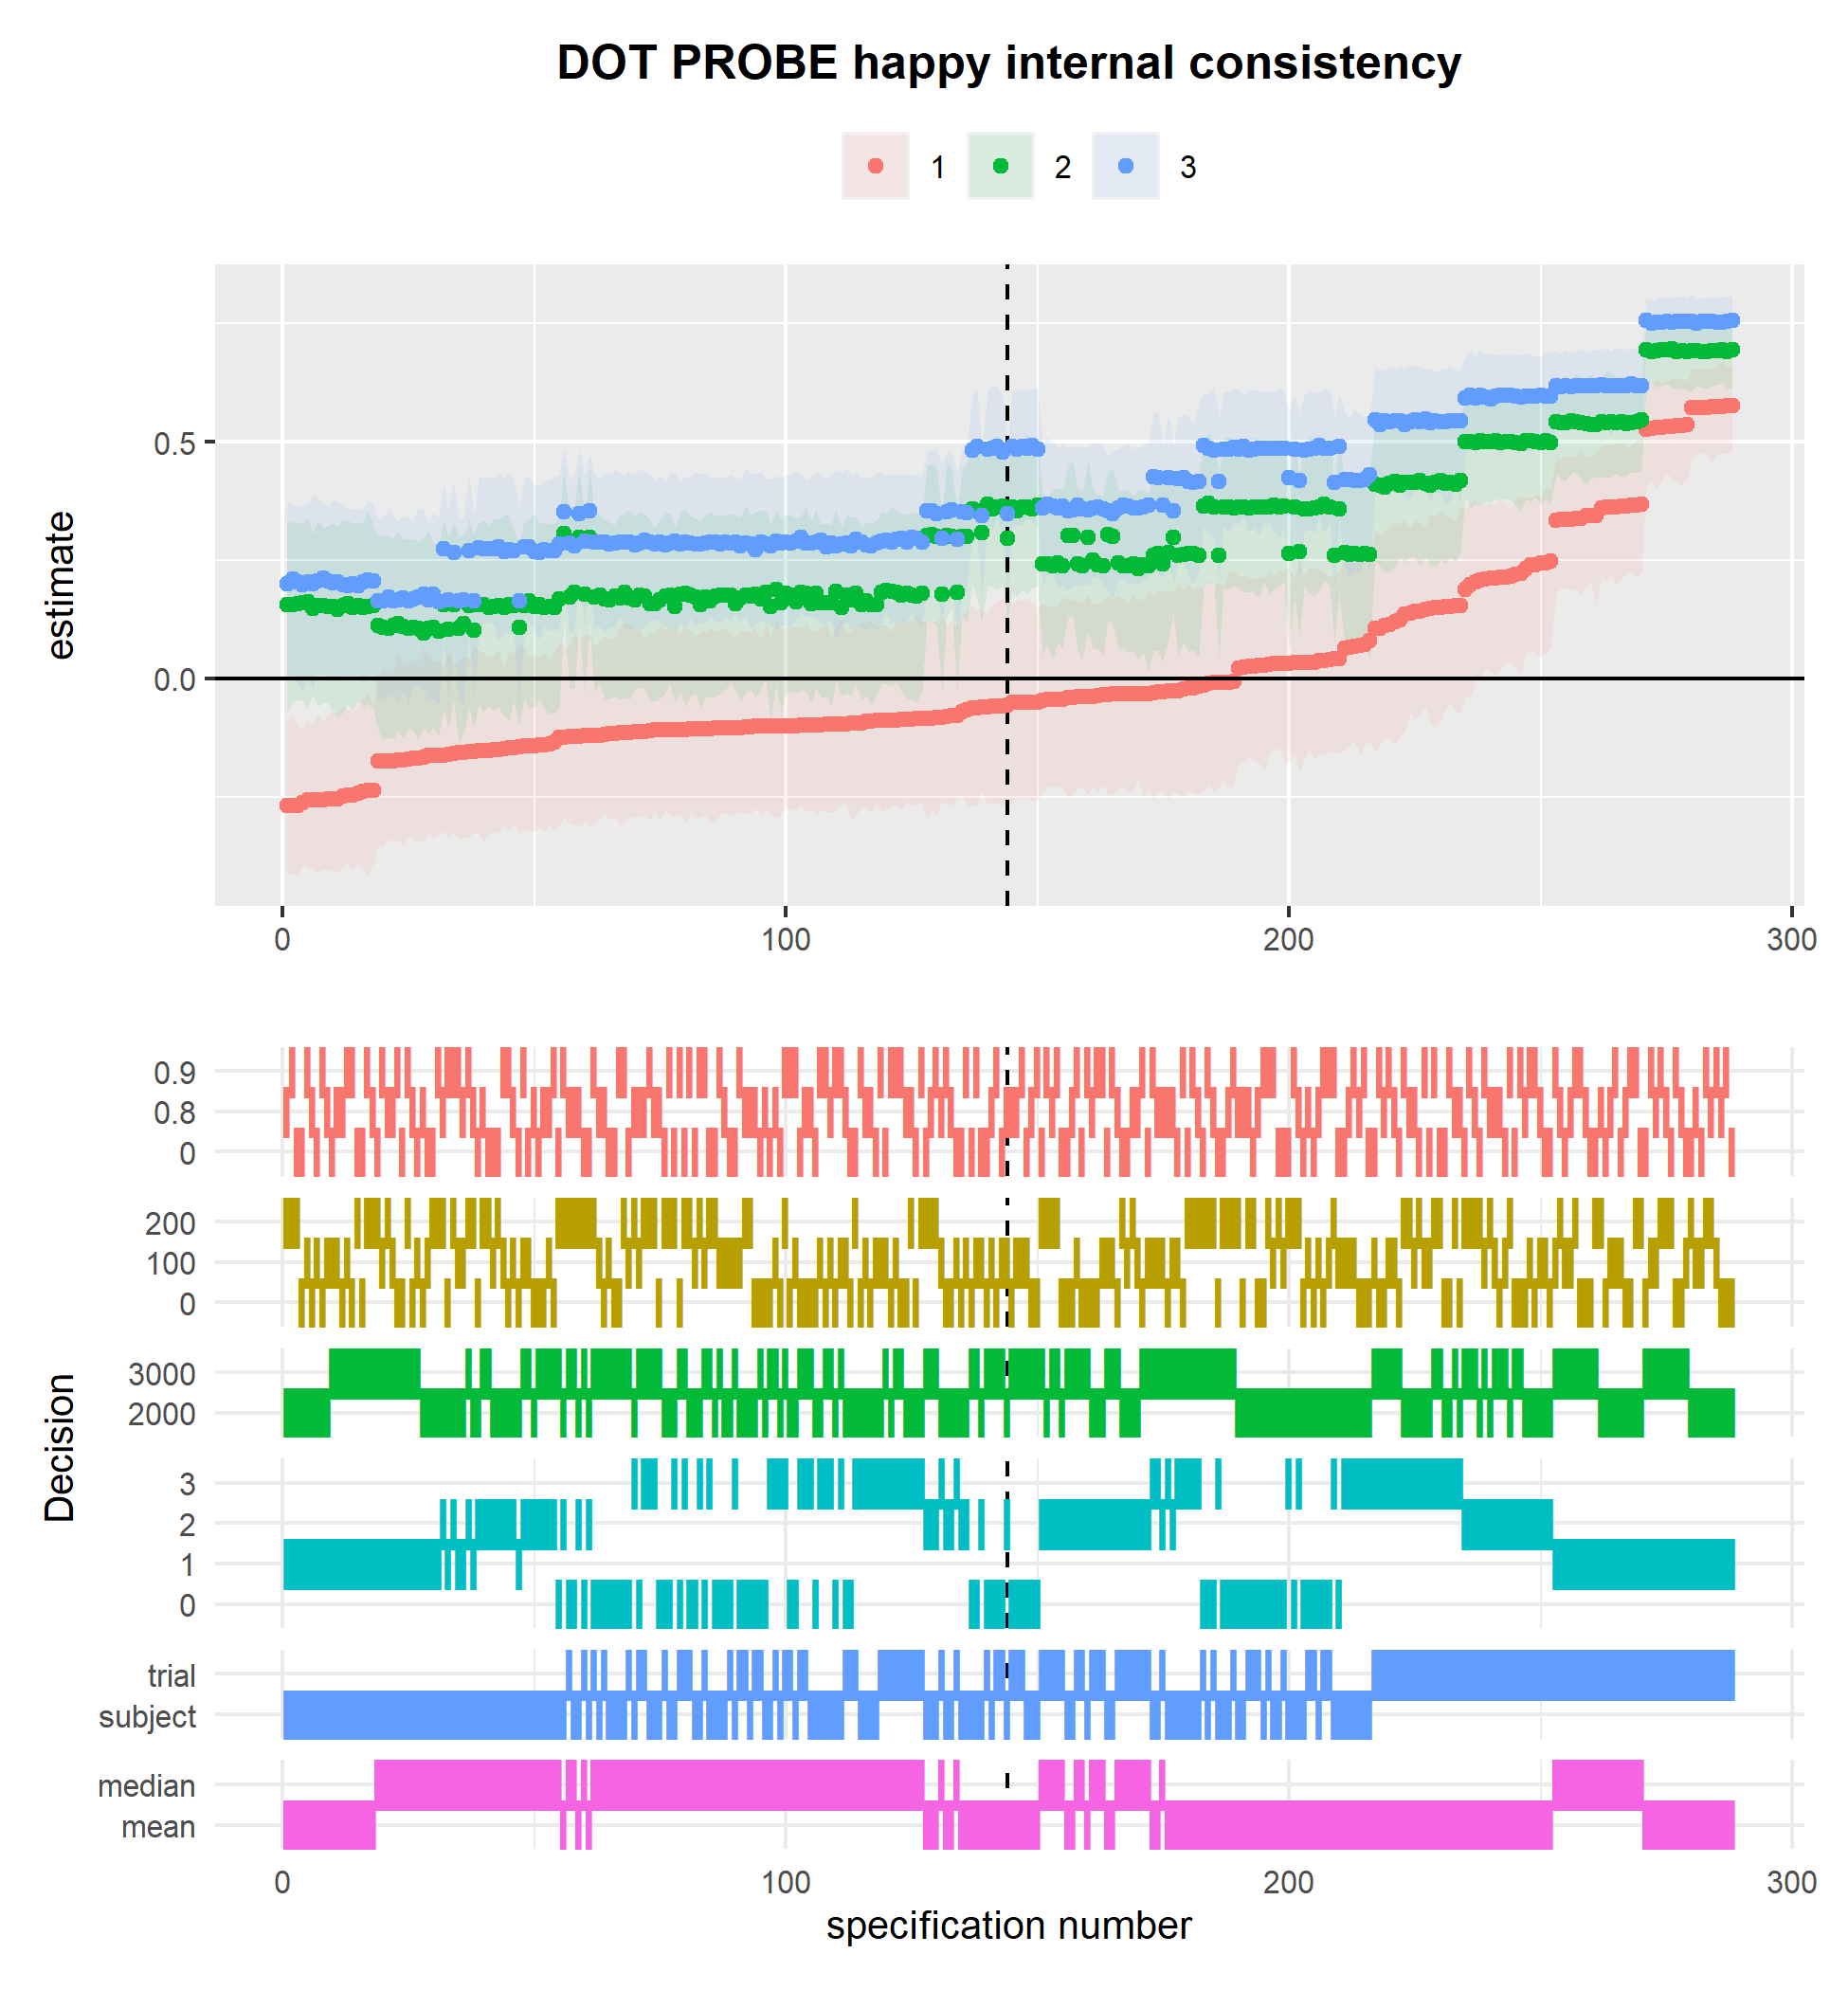 DOT PROBE happy internal consistency
1 2 3
estimate
0.5
0.0
0 100 200 300
Decision
0.9
0.8
0
200
100
0
3000
2000
3
2
1
0
trial
subject
median
mean
0 100 200 300
specification number